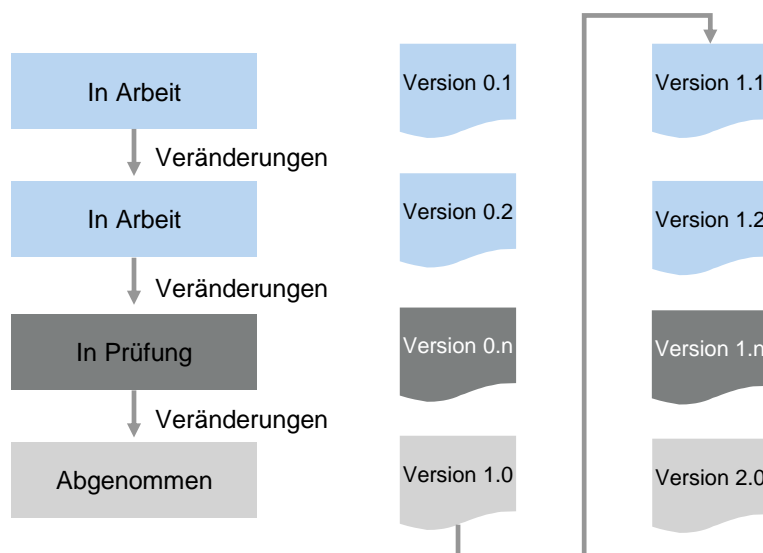 In Arbeit
Veränderungen
In Arbeit
Veränderungen
In Prüfung
Veränderungen
Abgenommen
Version 0.1
Version 0.2
Version 0.n
Version 1.0
Version 1.1
Version 1.2
Version 1.n
Version 2.0